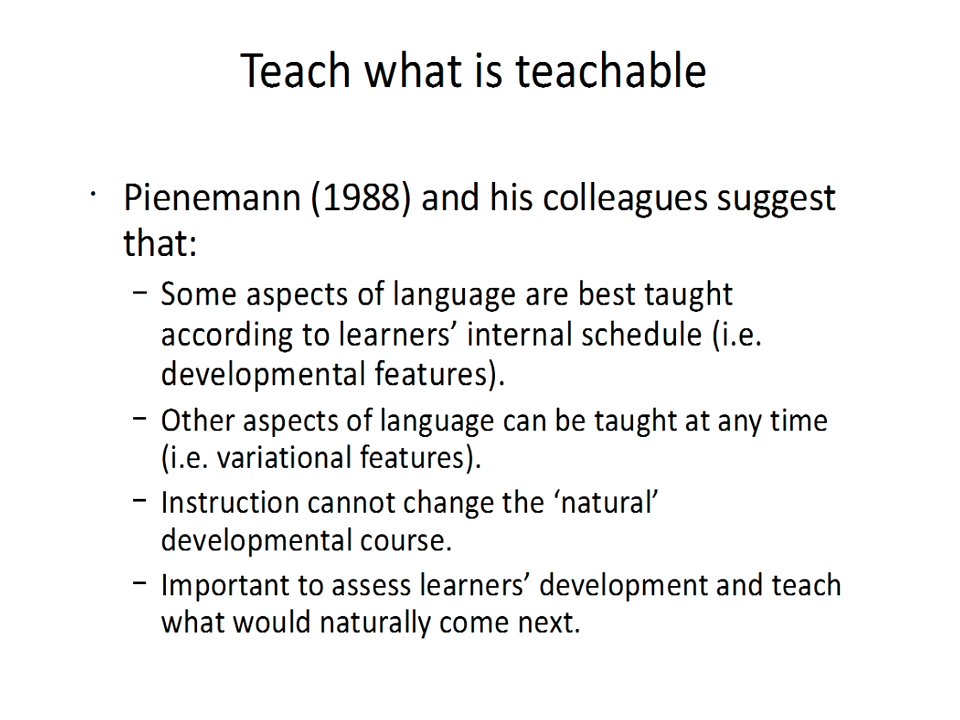 Teach what is teachable
• Pienemann (1988) and his colleagues suggest
that:
– Some aspects of language are best taught
according to learners’ internal schedule (i.e.
developmental features).
– Other aspects of language can be taught at any time
(i.e. variational features).
– Instruction cannot change the ‘natural’
developmental course.
– Important to assess learners’ development and teach
what would naturally come next.